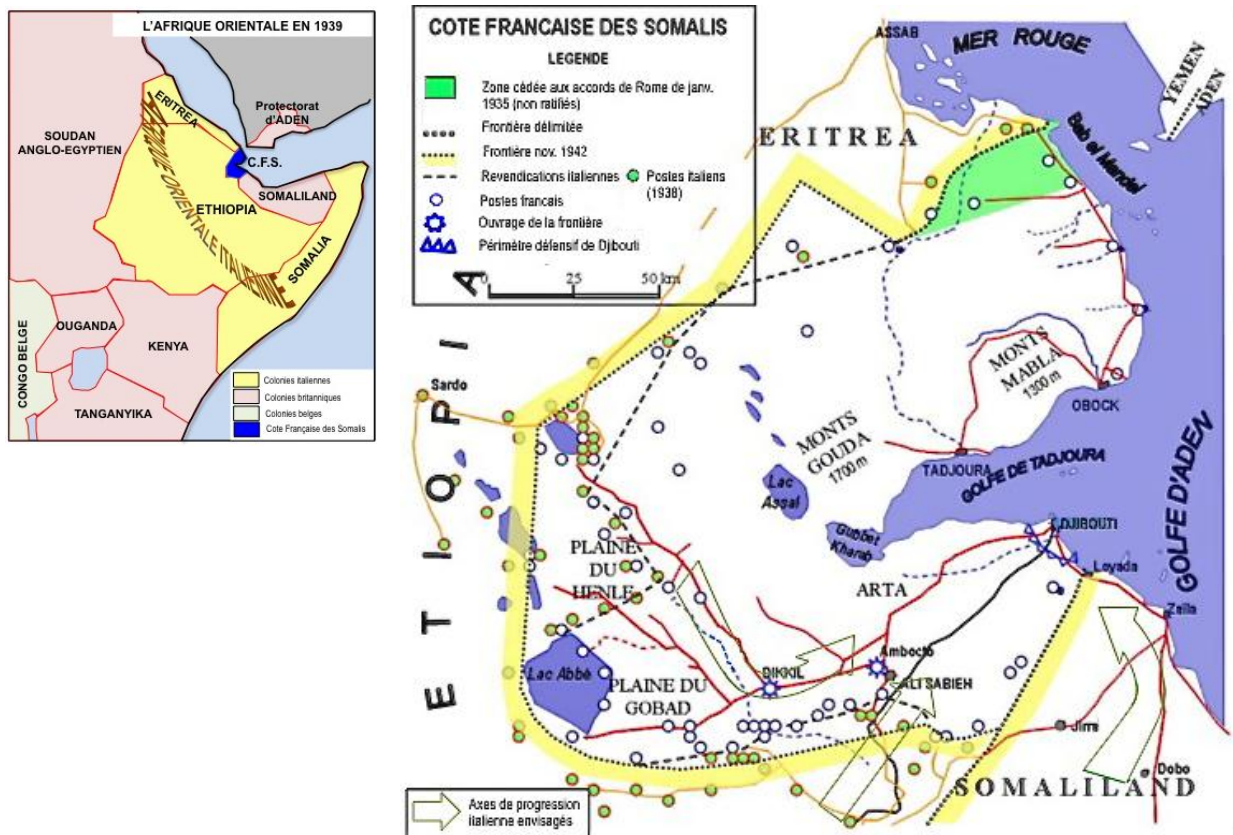 L'AFRIQUE ORIENTALE EN 1939
ERITREA
Protectorat
d'ADEN
SOUDAN
ANGLO-EGYPTIEN
C.F.S.
SOMALILAND
ETHIOPIA
AFRIQUE ORIENTALE ITALIENNE
SOMALIA
OUGANDA
KENYA
CONGO BELGE
TANGANYIKA
Colonies italiennes
Colonies britanniques
Colonies belges
Cote Française des Somalis
COTE FRANCAISE DES SOMALIS
LEGENDE
Zone cédée aux accords de Rome de janv.
1935 (non ratifiés)
Frontière délimitée
Frontière nov. 1942
Revendications italiennes
Postes italiens
(1938)
Postes francais
Ouvrage de la frontière
Périmètre défensif de Djibouti
0 25 50 km
ASSAB
MER ROUGE
YEMEN
ADEN
ERITREA
Bab el Mandel
ETIOPIA
Sardo
MONTS
MABLA
1300 m
OBOCK
MONTS
GOUDA
1700 m
TADJOURA
GOLFE DE TADJOURA
GOLFE D'ADEN
Lac
Assal
Gubbet
Kharab
DJIBOUTI
Loyada
PLAINE
DU
HENLE
ARTA
Zeila
Ambocto
DIKKIL
ALI SABIEH
Lac Abbè
PLAINE DU
GOBAD
Jirri
Dobo
SOMALILAND
Axes de progression
italienne envisagés